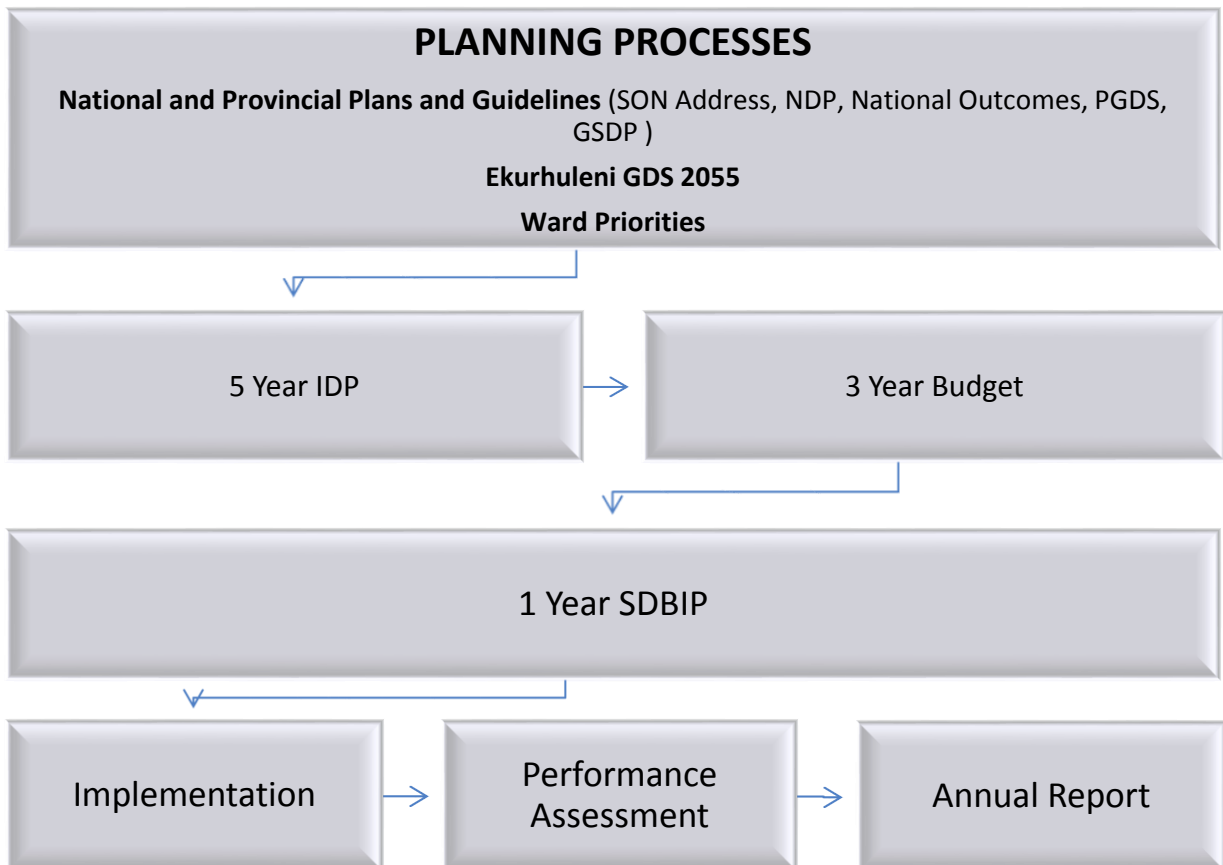 PLANNING PROCESSES
National and Provincial Plans and Guidelines (SON Address, NDP, National Outcomes, PGDS,
GSDP )
Ekurhuleni GDS 2055
Ward Priorities
5 Year IDP
3 Year Budget
1 Year SDBIP
Implementation
Performance
Assessment
Annual Report